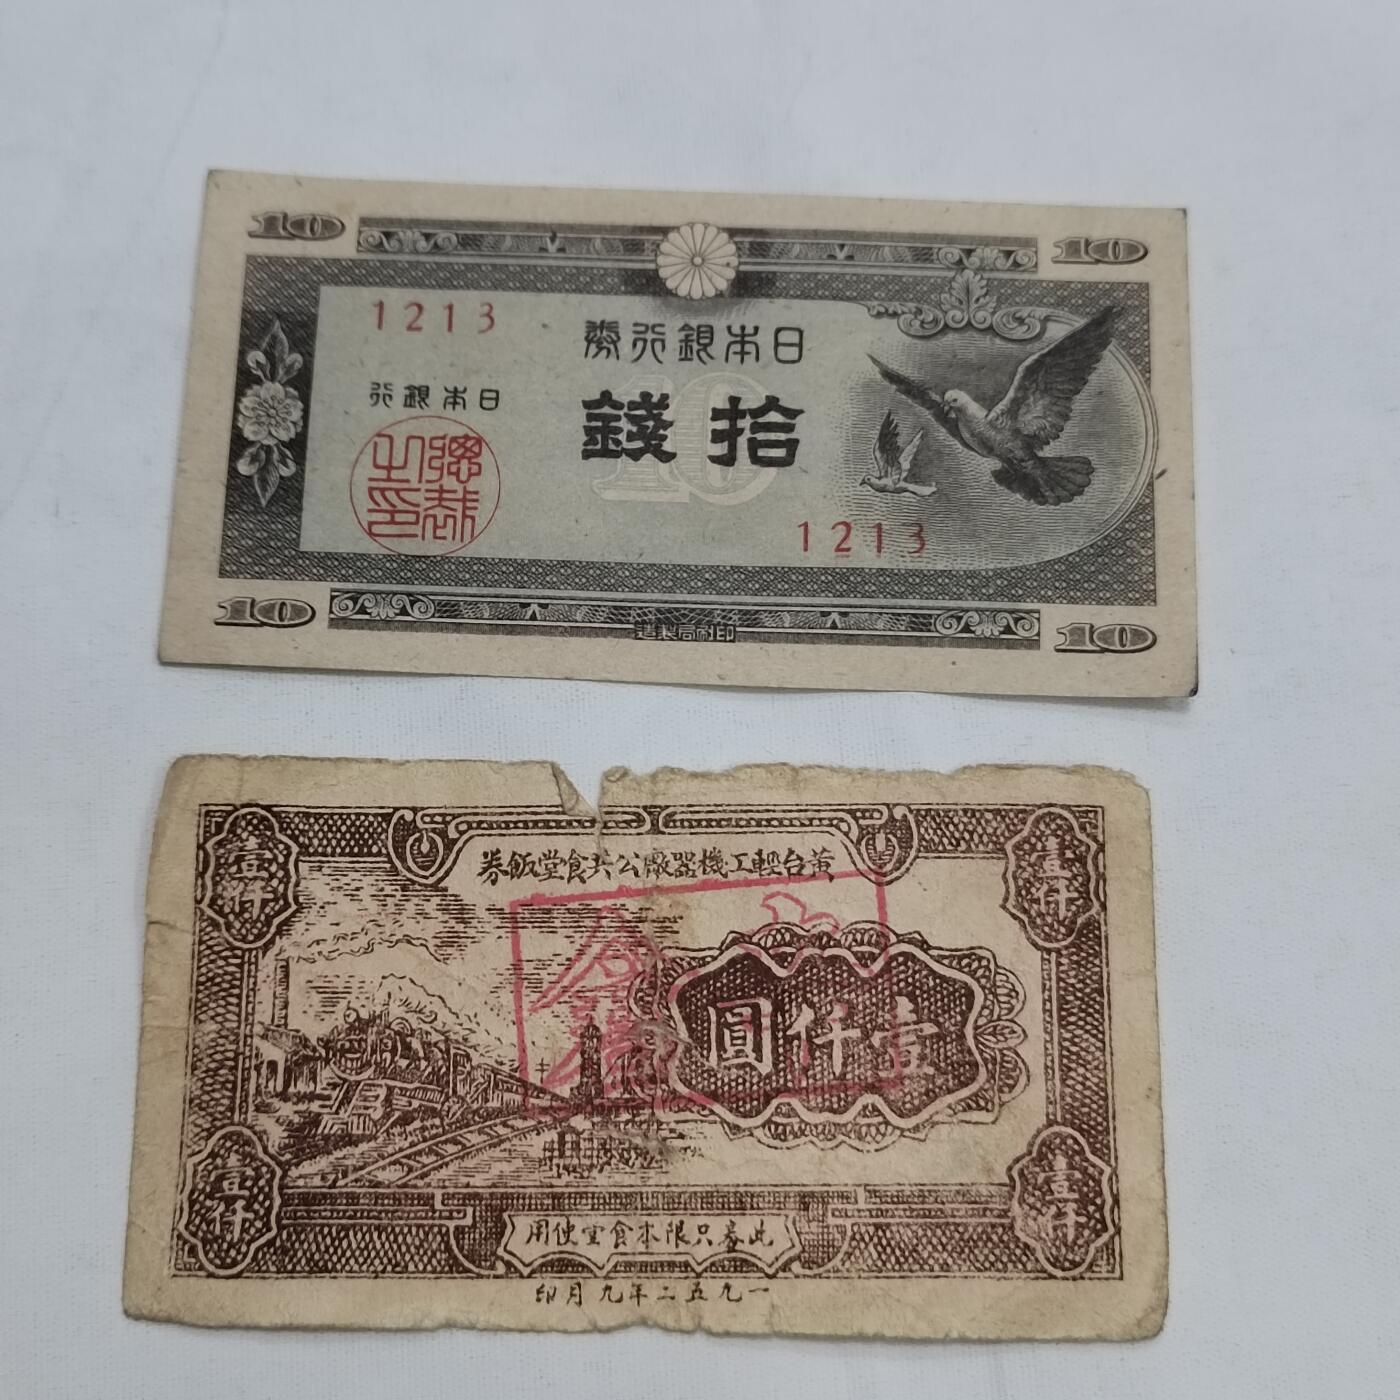 10
10
1213
日本銀行券
日本銀行
拾錢
總裁之印
1213
10
印刷局製造
10
黃台輕工機器廠公共食堂飯券
壹仟
壹仟
壹仟圓
壹仟
壹仟
此券只限本食堂使用
一九五二年九月印